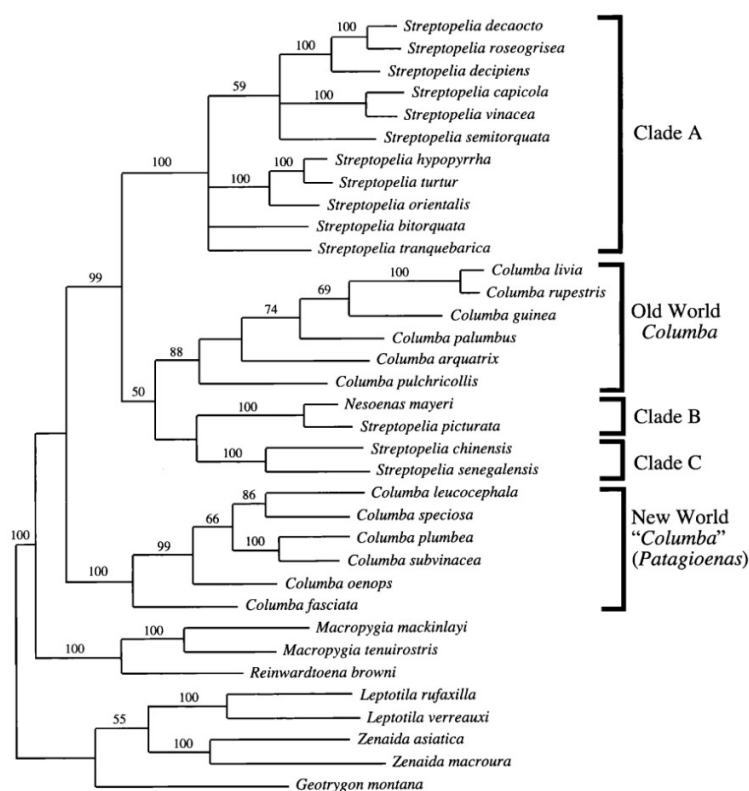 100
Streptopelia decaocto
100
Streptopelia roseogrisea
Streptopelia decipiens
59
100
Streptopelia capicola
Streptopelia vinacea
Streptopelia semitorquata
Clade A
100
100
Streptopelia hypopyrrha
100
Streptopelia turtur
Streptopelia orientalis
Streptopelia bitorquata
Streptopelia tranquebarica
99
100
Columba livia
69
Columba rupestris
74
Columba guinea
Old World
Columba
Columba palumbus
88
Columba arquatrix
Columba pulchricollis
50
100
Nesoenas mayeri
Streptopelia picturata
Clade B
100
Streptopelia chinensis
Streptopelia senegalensis
Clade C
86
Columba leucocephala
66
Columba speciosa
100
Columba plumbea
99
Columba subvinacea
New World
"Columba"
(Patagioenas)
100
100
Columba oenops
Columba fasciata
100
Macropygia mackinlayi
100
Macropygia tenuirostris
Reinwardtoena browni
100
Leptotila rufaxilla
55
Leptotila verreauxi
100
Zenaida asiatica
Zenaida macroura
Geotrygon montana